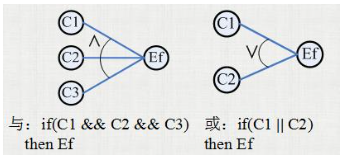 C1
C2
C3
∧
Ef
C1
C2
∨
Ef
与：if(C1 && C2 && C3)
then Ef
或：if(C1 || C2)
then Ef